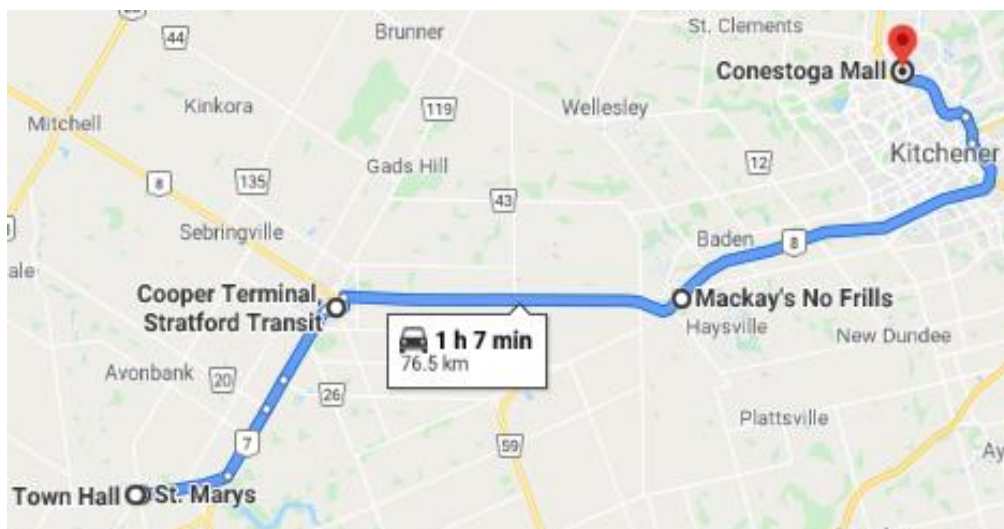 44
Brunner
St. Clements
Conestoga Mall
Kinkora
119
Wellesley
Mitchell
Kitchener
Gads Hill
12
8
135
43
Sebringville
Baden
8
ale
Cooper Terminal,
Stratford Transit
Mackay's No Frills
1 h 7 min
76.5 km
Haysville
New Dundee
Avonbank
20
26
Plattsville
7
59
Ay
Town Hall
St. Marys